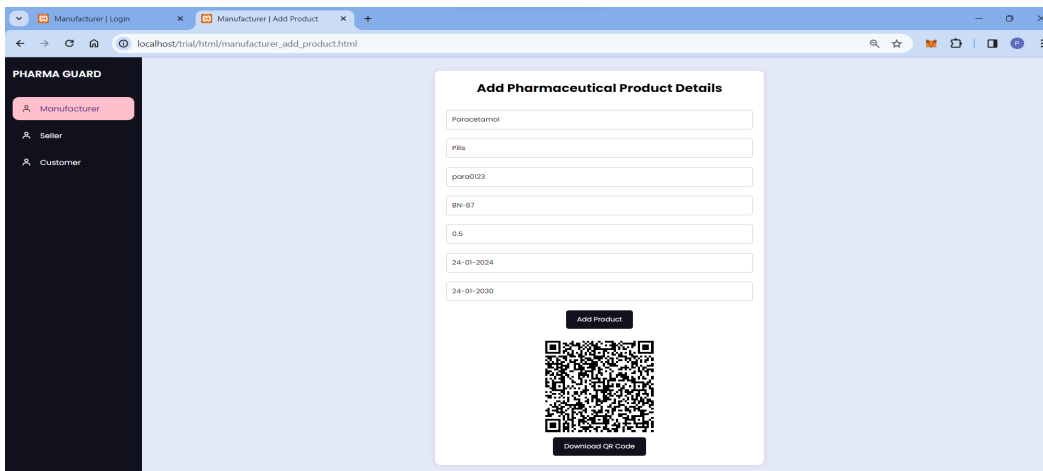 Manufacturer | Login
Manufacturer | Add Product
localhost/trial/html/manufacturer_add_product.html
P
PHARMA GUARD
Manufacturer
Seller
Customer
Add Pharmaceutical Product Details
Paracetamol
Pills
para0123
BN-87
0.5
24-01-2024
24-01-2030
Add Product
Download QR Code